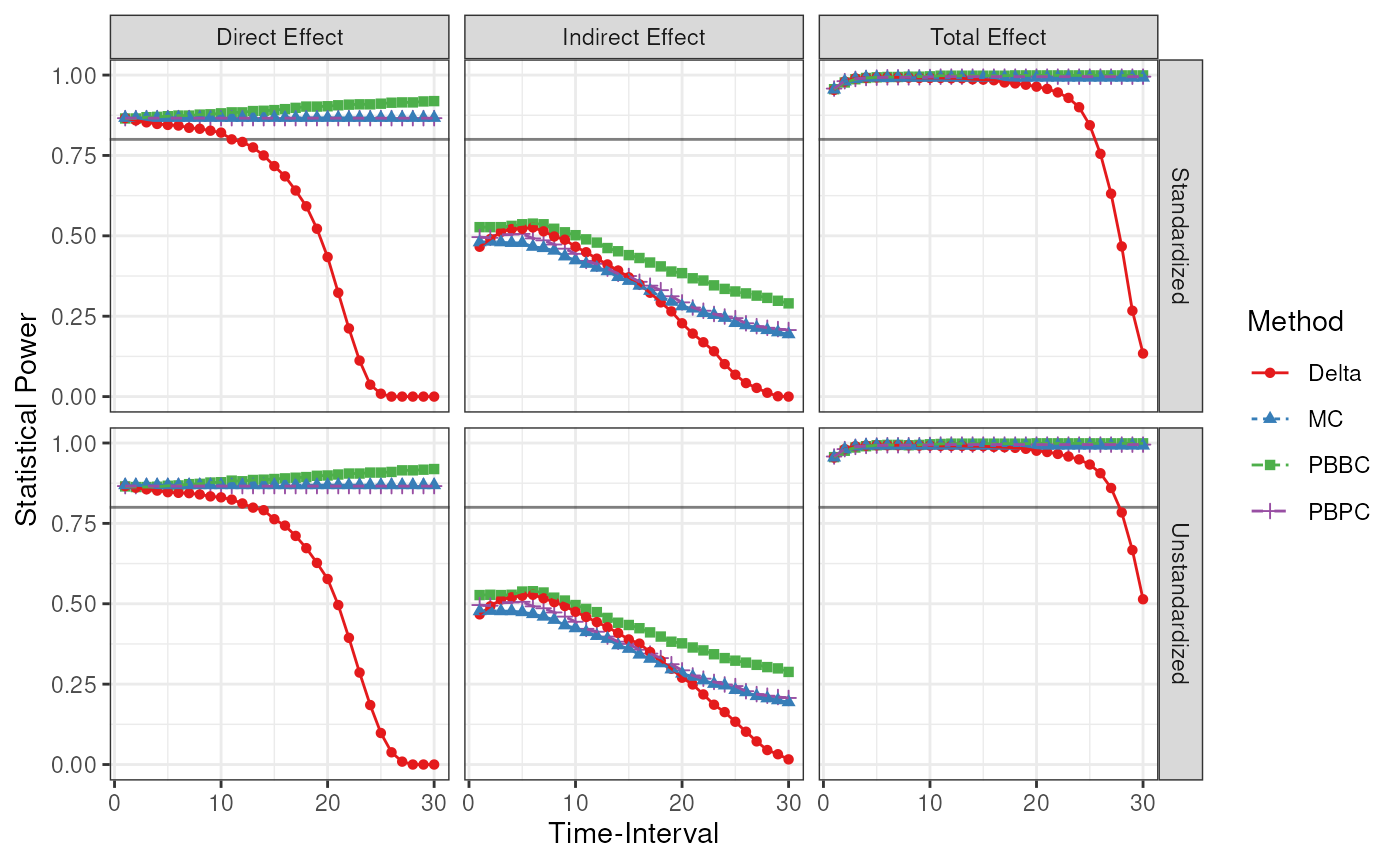 Direct Effect
Indirect Effect
Total Effect
1.00
0.75
0.50
0.25
0.00
Standardized
1.00
0.75
0.50
0.25
0.00
Unstandardized
0 10 20 30
0 10 20 30
0 10 20 30
Time-Interval
Statistical Power
Method
Delta
MC
PBBC
PBPC